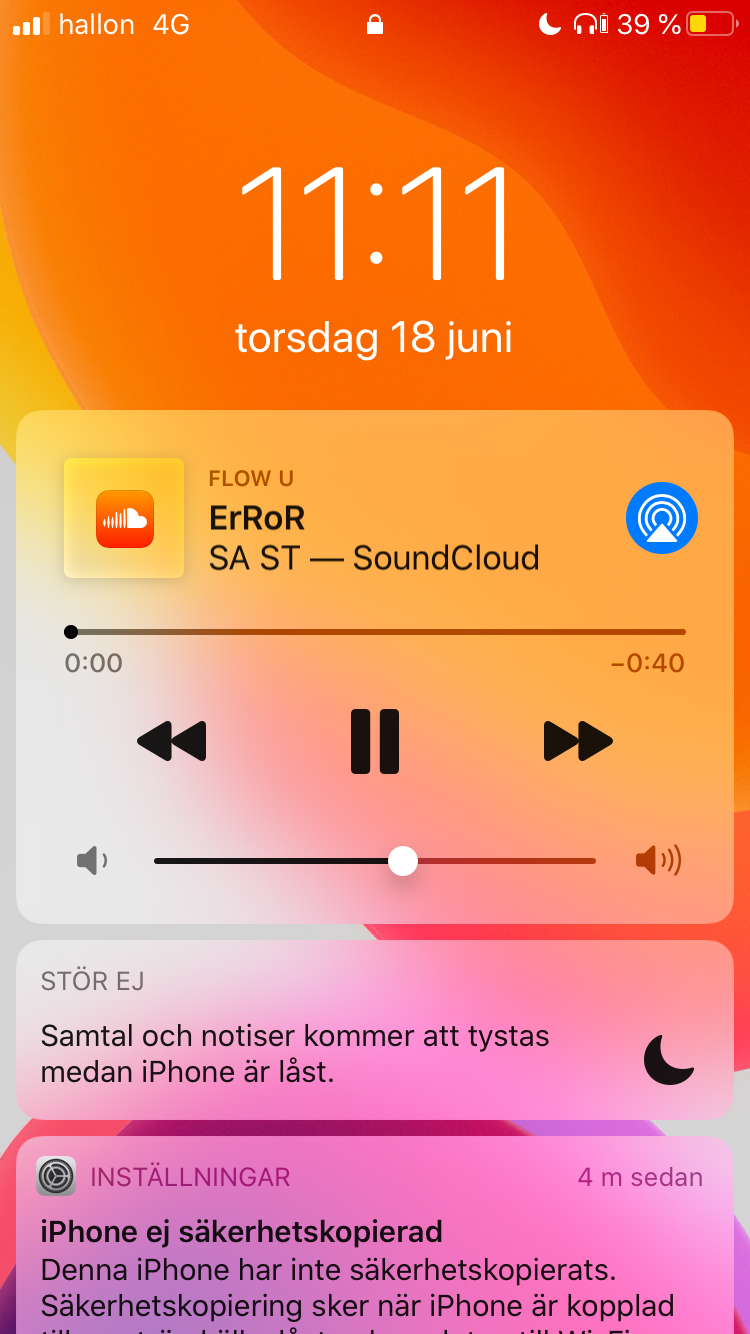 hallon 4G 39 %
11:11
torsdag 18 juni
FLOW U
ErRoR
SA ST — SoundCloud
0:00 −0:40
STÖR EJ
Samtal och notiser kommer att tystas
medan iPhone är låst.
INSTÄLLNINGAR 4 m sedan
iPhone ej säkerhetskopierad
Denna iPhone har inte säkerhetskopierats.
Säkerhetskopiering sker när iPhone är kopplad